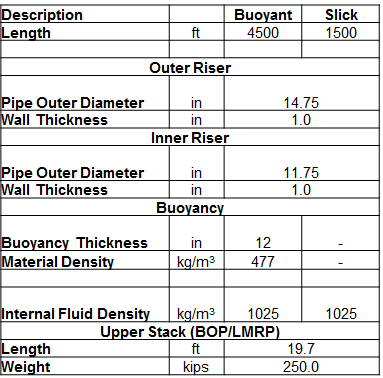 Description Buoyant Slick
Length ft 4500 1500
Outer Riser
Pipe Outer Diameter in 14.75
Wall Thickness in 1.0
Inner Riser
Pipe Outer Diameter in 11.75
Wall Thickness in 1.0
Buoyancy
Buoyancy Thickness in 12 -
Material Density kg/m³ 477 -
Internal Fluid Density kg/m³ 1025 1025
Upper Stack (BOP/LMRP)
Length ft 19.7
Weight kips 250.0